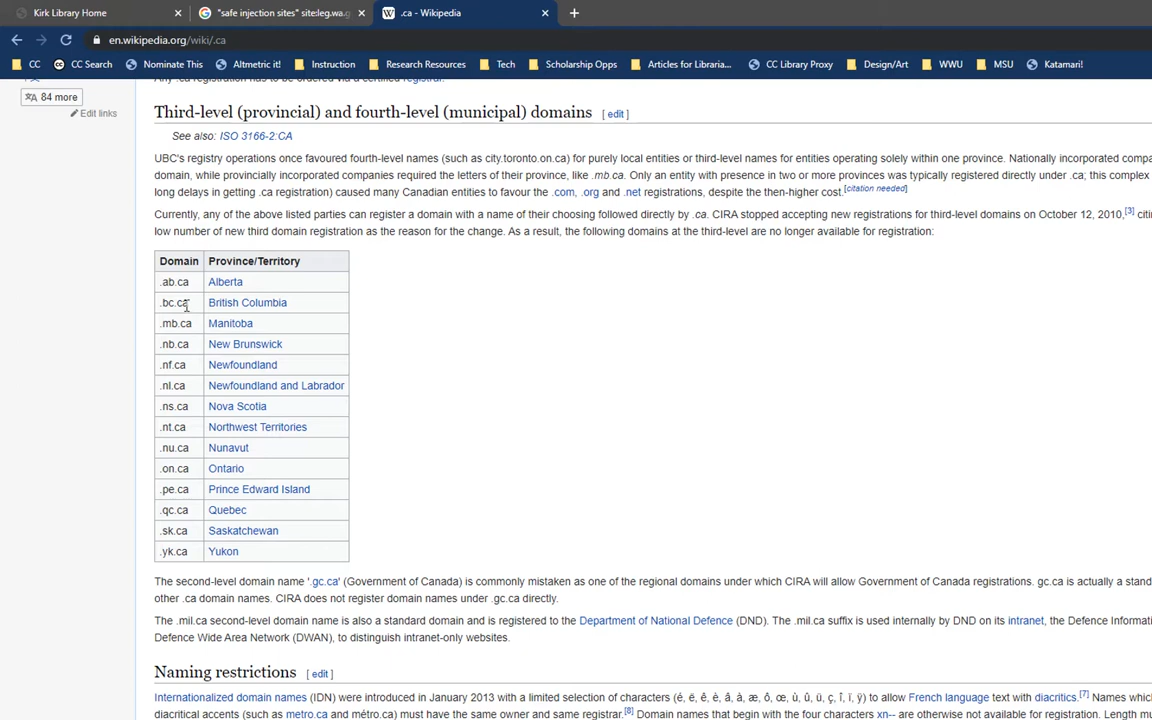 Kirk Library Home
"safe injection sites" site:leg.wa.g
.ca - Wikipedia
en.wikipedia.org/wiki/.ca
CC CC Search Nominate This Altmetric it! Instruction Research Resources Tech Scholarship Opps Articles for Libraria... CC Library Proxy Design/Art WWU MSU Katamari!
Any .ca registration has to be ordered via a certified registrar.
84 more
Edit links
Third-level (provincial) and fourth-level (municipal) domains [ edit ]
See also: ISO 3166-2:CA
UBC's registry operations once favoured fourth-level names (such as city.toronto.on.ca) for purely local entities or third-level names for entities operating solely within one province. Nationally incorporated compa
domain, while provincially incorporated companies required the letters of their province, like .mb.ca. Only an entity with presence in two or more provinces was typically registered directly under .ca; this complex
long delays in getting .ca registration) caused many Canadian entities to favour the .com, .org and .net registrations, despite the then-higher cost.[citation needed]
Currently, any of the above listed parties can register a domain with a name of their choosing followed directly by .ca. CIRA stopped accepting new registrations for third-level domains on October 12, 2010,[3] citi
low number of new third domain registration as the reason for the change. As a result, the following domains at the third-level are no longer available for registration:
Domain Province/Territory
.ab.ca Alberta
.bc.ca British Columbia
.mb.ca Manitoba
.nb.ca New Brunswick
.nf.ca Newfoundland
.nl.ca Newfoundland and Labrador
.ns.ca Nova Scotia
.nt.ca Northwest Territories
.nu.ca Nunavut
.on.ca Ontario
.pe.ca Prince Edward Island
.qc.ca Quebec
.sk.ca Saskatchewan
.yk.ca Yukon
The second-level domain name '.gc.ca' (Government of Canada) is commonly mistaken as one of the regional domains under which CIRA will allow Government of Canada registrations. gc.ca is actually a stand
other .ca domain names. CIRA does not register domain names under .gc.ca directly.
The .mil.ca second-level domain name is also a standard domain and is registered to the Department of National Defence (DND). The .mil.ca suffix is used internally by DND on its intranet, the Defence Informati
Defence Wide Area Network (DWAN), to distinguish intranet-only websites.
Naming restrictions [ edit ]
Internationalized domain names (IDN) were introduced in January 2013 with a limited selection of characters (é, ë, ê, è, â, à, æ, ô, œ, ù, û, ü, ç, î, ï, ÿ) to allow French language text with diacritics.[7] Names whic
diacritical accents (such as metro.ca and métro.ca) must have the same owner and same registrar.[8] Domain names that begin with the four characters xn-- are otherwise not available for registration. Length mu